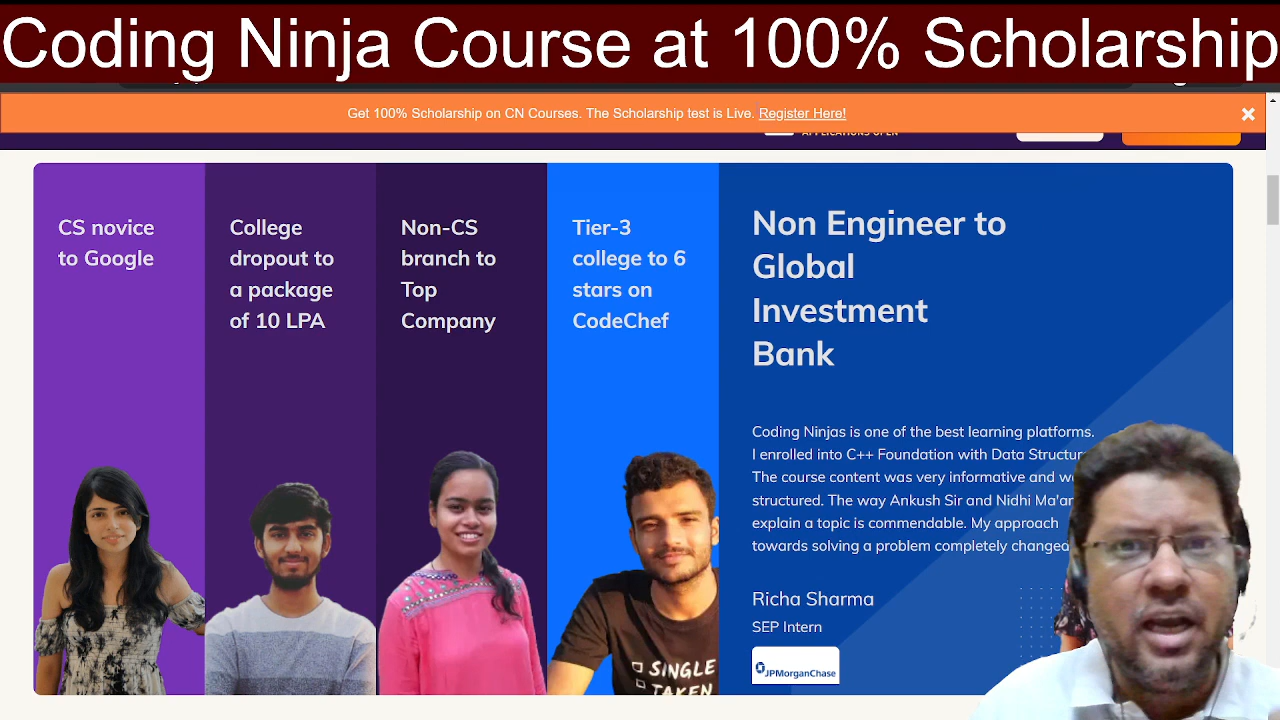 Coding Ninja Course at 100% Scholarship
Get 100% Scholarship on CN Courses. The Scholarship test is Live. Register Here!
APPLICATIONS OPEN
CS novice
to Google
College
dropout to
a package
of 10 LPA
Non-CS
branch to
Top
Company
Tier-3
college to 6
stars on
CodeChef
Non Engineer to
Global
Investment
Bank
Coding Ninjas is one of the best learning platforms.
I enrolled into C++ Foundation with Data
The course content was very informative and
structured. The way Ankush Sir and Nidhi
explain a topic is commendable. My approach
towards solving a problem completely changed
Richa Sharma
SEP Intern
JPMorganChase
SINGLE
TAKEN